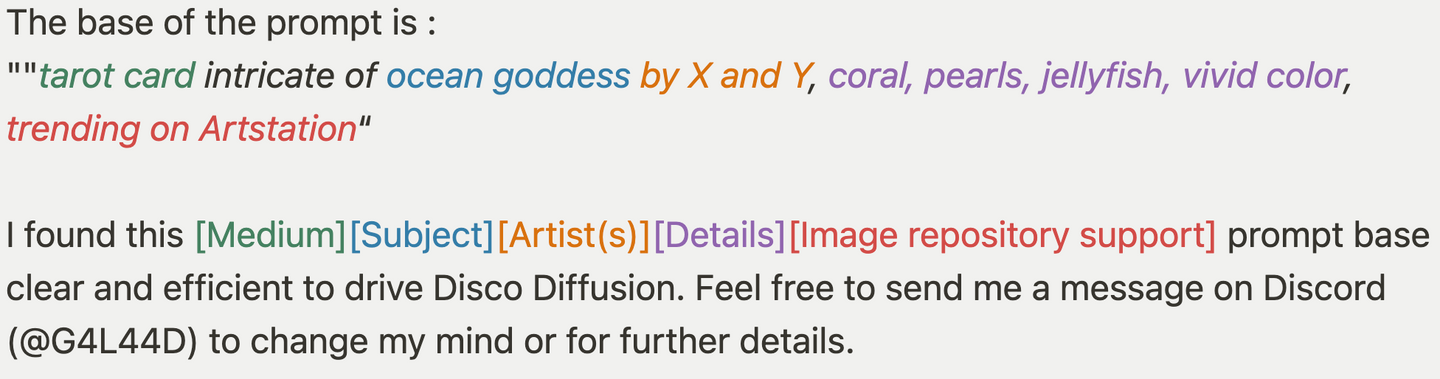 The base of the prompt is :
""tarot card intricate of ocean goddess by X and Y, coral, pearls, jellyfish, vivid color,
trending on Artstation“
I found this [Medium][Subject][Artist(s)][Details][Image repository support] prompt base
clear and efficient to drive Disco Diffusion. Feel free to send me a message on Discord
(@G4L44D) to change my mind or for further details.